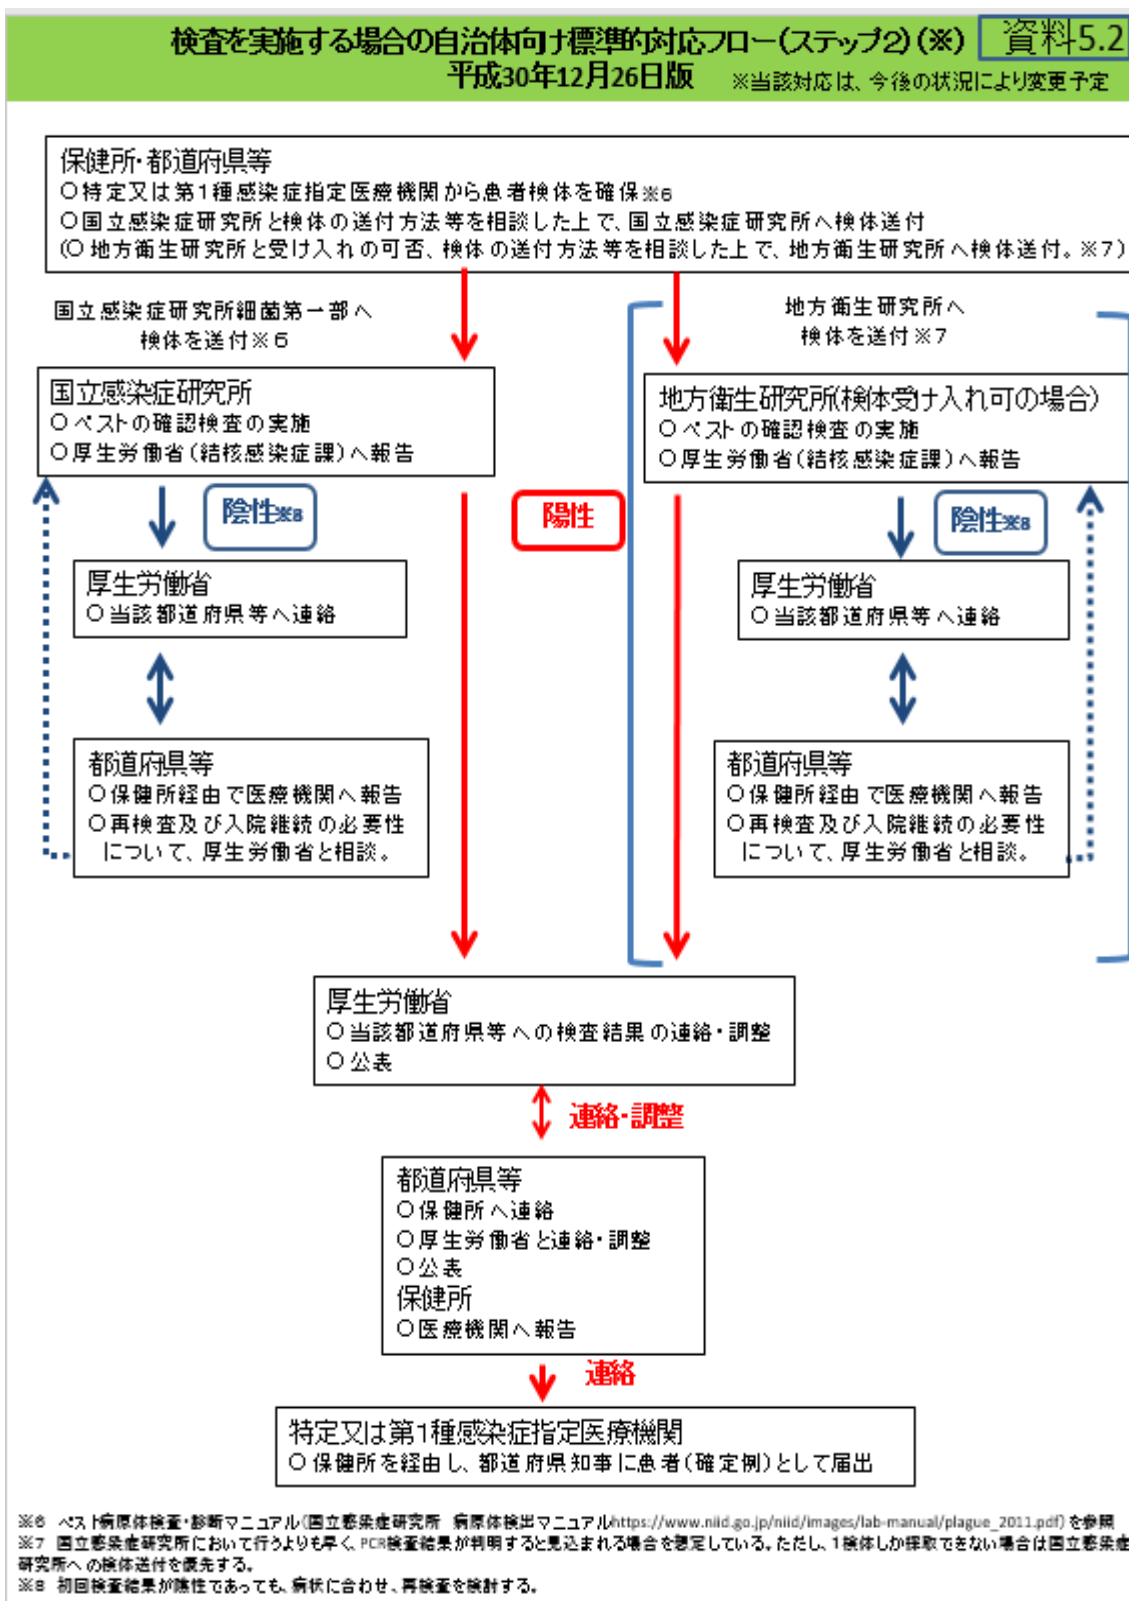 検査を実施する場合の自治体向け標準的対応フロー(ステップ2)(※)
資料5.2
平成30年12月26日版
※当該対応は、今後の状況により変更予定
保健所・都道府県等
○特定又は第1種感染症指定医療機関から患者検体を確保※6
○国立感染症研究所と検体の送付方法等を相談した上で、国立感染症研究所へ検体送付
(○地方衛生研究所と受け入れの可否、検体の送付方法等を相談した上で、地方衛生研究所へ検体送付。※7)
国立感染症研究所細菌第一部へ
検体を送付※6
地方衛生研究所へ
検体を送付※7
国立感染症研究所
○ペストの確認検査の実施
○厚生労働省(結核感染症課)へ報告
地方衛生研究所(検体受け入れ可の場合)
○ペストの確認検査の実施
○厚生労働省(結核感染症課)へ報告
陰性※8
陽性
陰性※8
厚生労働省
○当該都道府県等へ連絡
厚生労働省
○当該都道府県等へ連絡
都道府県等
○保健所経由で医療機関へ報告
○再検査及び入院継続の必要性
について、厚生労働省と相談。
都道府県等
○保健所経由で医療機関へ報告
○再検査及び入院継続の必要性
について、厚生労働省と相談。
厚生労働省
○当該都道府県等への検査結果の連絡・調整
○公表
連絡・調整
都道府県等
○保健所へ連絡
○厚生労働省と連絡・調整
○公表
保健所
○医療機関へ報告
連絡
特定又は第1種感染症指定医療機関
○保健所を経由し、都道府県知事に患者(確定例)として届出
※6 ペスト病原体検査・診断マニュアル(国立感染症研究所 病原体検出マニュアルhttps://www.niid.go.jp/niid/images/lab-manual/plague_2011.pdf)を参照
※7 国立感染症研究所において行うよりも早く、PCR検査結果が判明すると見込まれる場合を想定している。ただし、1検体しか採取できない場合は国立感染症
研究所への検体送付を優先する。
※8 初回検査結果が陰性であっても、病状に合わせ、再検査を検討する。